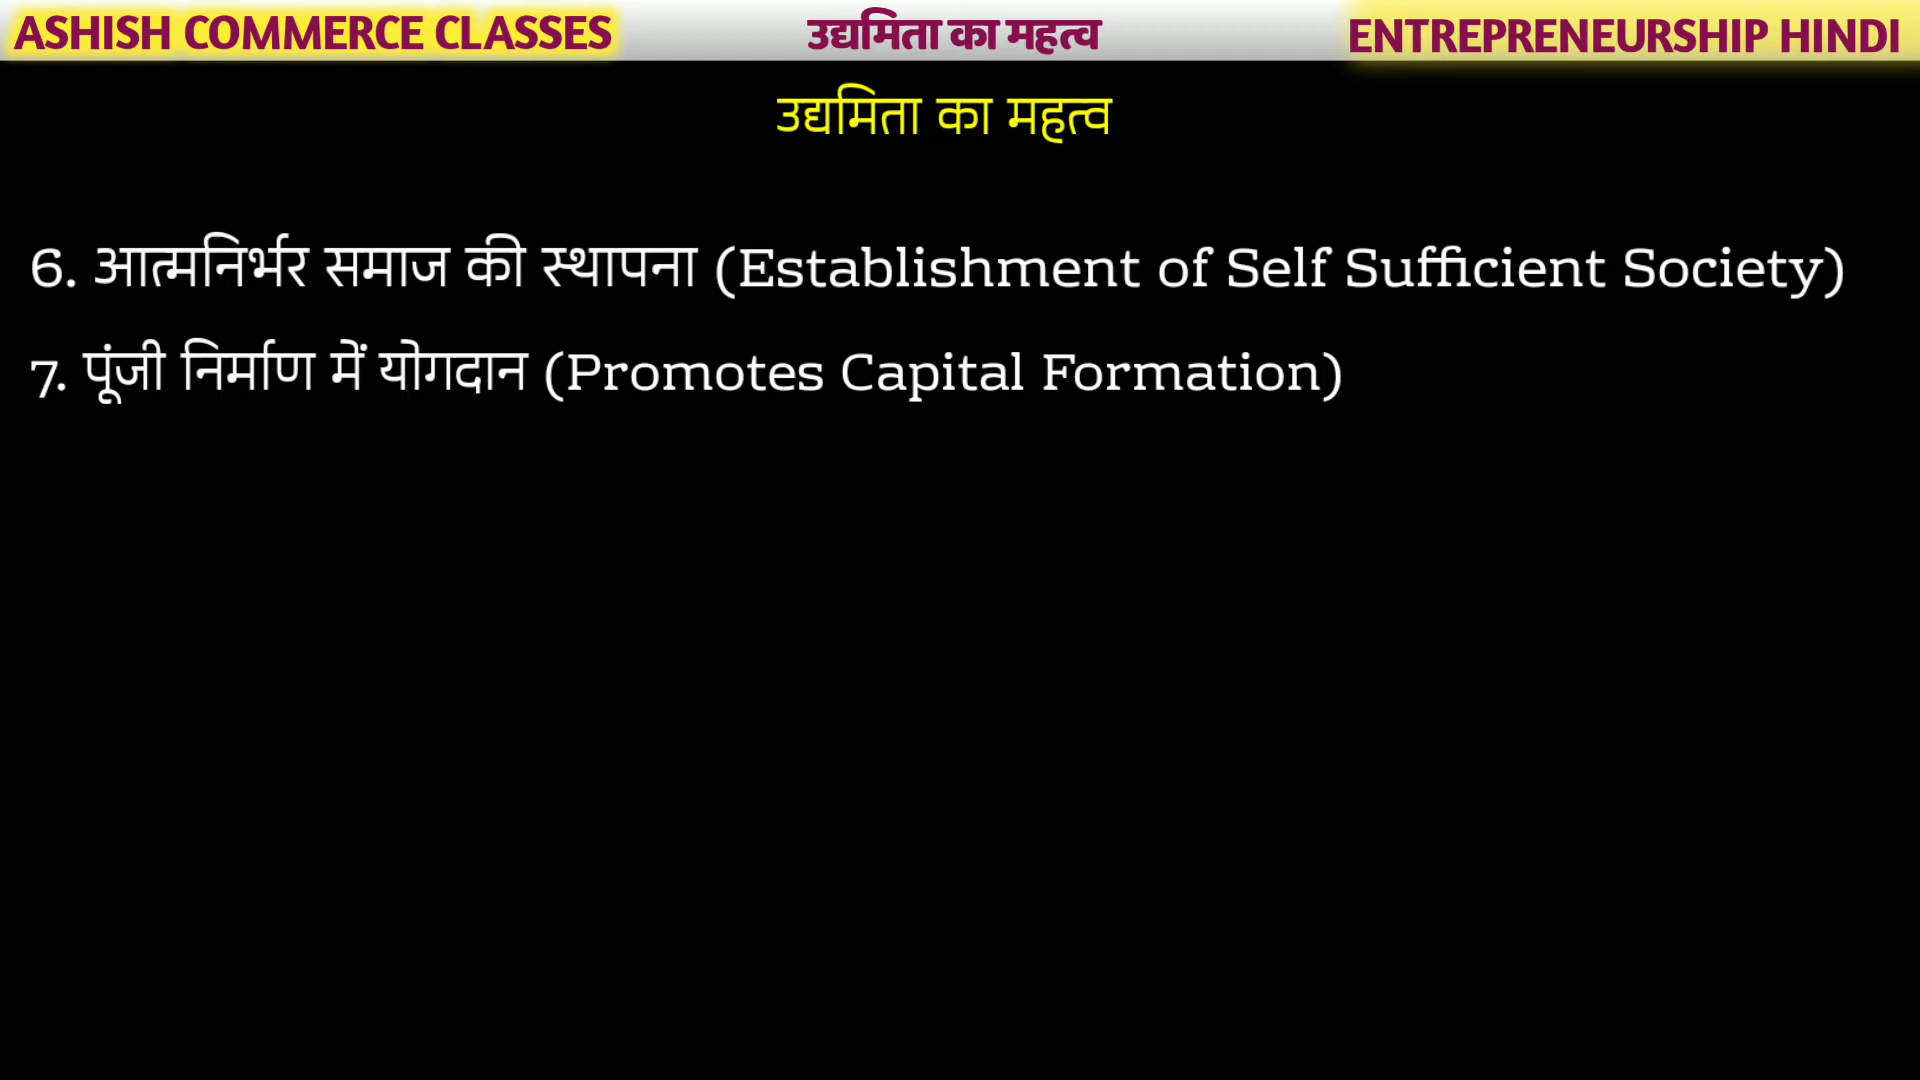 ASHISH COMMERCE CLASSES उद्यमिता का महत्व ENTREPRENEURSHIP HINDI
उद्यमिता का महत्व
6. आत्मनिर्भर समाज की स्थापना (Establishment of Self Sufficient Society)
7. पूंजी निर्माण में योगदान (Promotes Capital Formation)